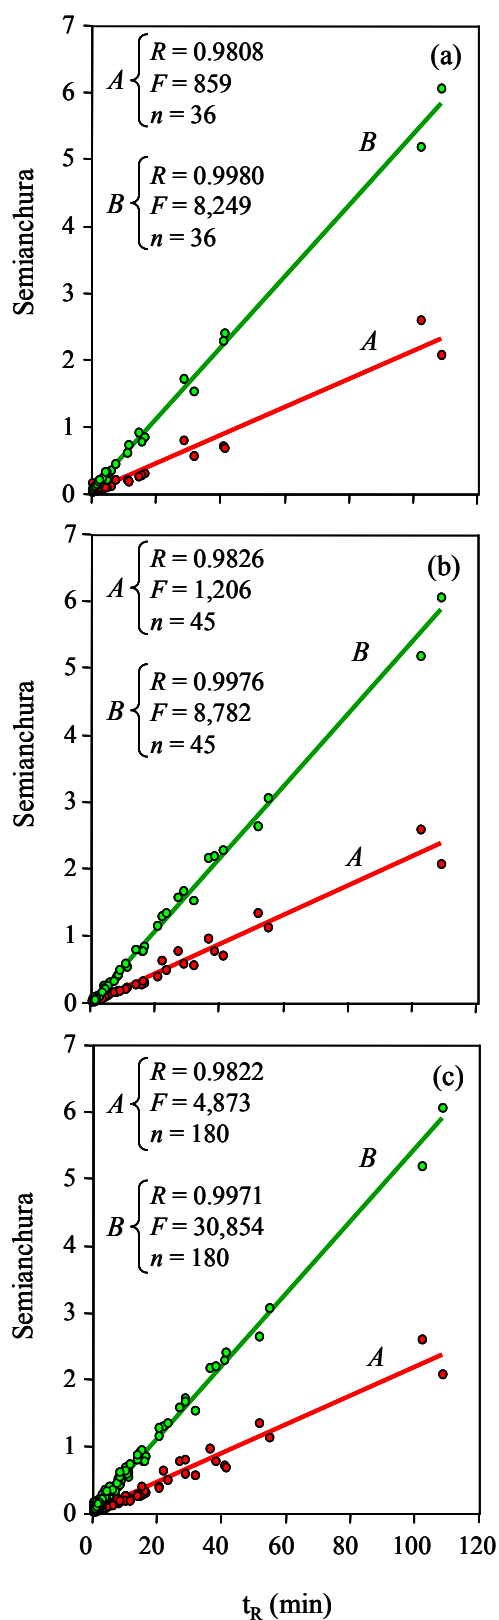 7
(a)
R = 0.9808
A
F = 859
n = 36
6
R = 0.9980
B
F = 8,249
n = 36
5
4
3
2
1
0
Semianchura
B
A
7
(b)
R = 0.9826
A
F = 1,206
n = 45
6
R = 0.9976
B
F = 8,782
n = 45
5
4
3
2
1
0
Semianchura
B
A
7
(c)
R = 0.9822
A
F = 4,873
n = 180
6
R = 0.9971
B
F = 30,854
n = 180
5
4
3
2
1
0
Semianchura
B
A
0 20 40 60 80 100 120
tR (min)